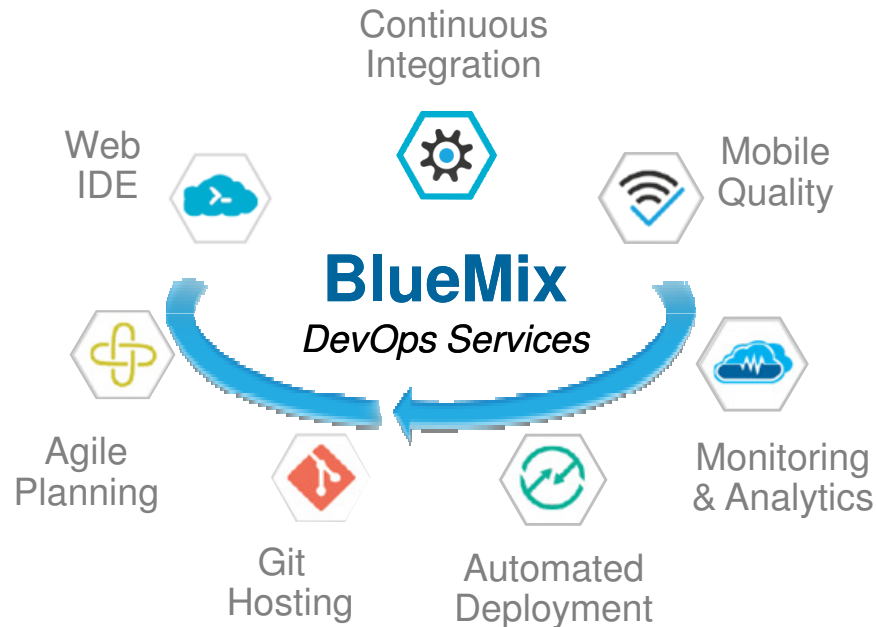 Continuous
Integration
Web
IDE
Mobile
Quality
BlueMix
DevOps Services
Agile
Planning
Monitoring
& Analytics
Git
Hosting
Automated
Deployment